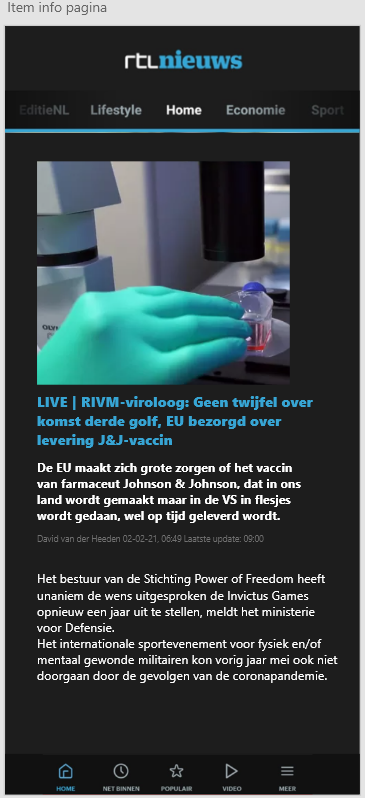 Item info pagina
rtlnieuws
EditieNL Lifestyle Home Economie Sport
LIVE | RIVM-viroloog: Geen twijfel over
komst derde golf, EU bezorgd over
levering J&J-vaccin
De EU maakt zich grote zorgen of het vaccin
van farmaceut Johnson & Johnson, dat in ons
land wordt gemaakt maar in de VS in flesjes
wordt gedaan, wel op tijd geleverd wordt.
David van der Heeden 02-02-21, 06:49 Laatste update: 09:00
Het bestuur van de Stichting Power of Freedom heeft
unaniem de wens uitgesproken de Invictus Games
opnieuw een jaar uit te stellen, meldt het ministerie
voor Defensie.
Het internationale sportevenement voor fysiek en/of
mentaal gewonde militairen kon vorig jaar mei ook niet
doorgaan door de gevolgen van de coronapandemie.
HOME NET BINNEN POPULAIR VIDEO MEER